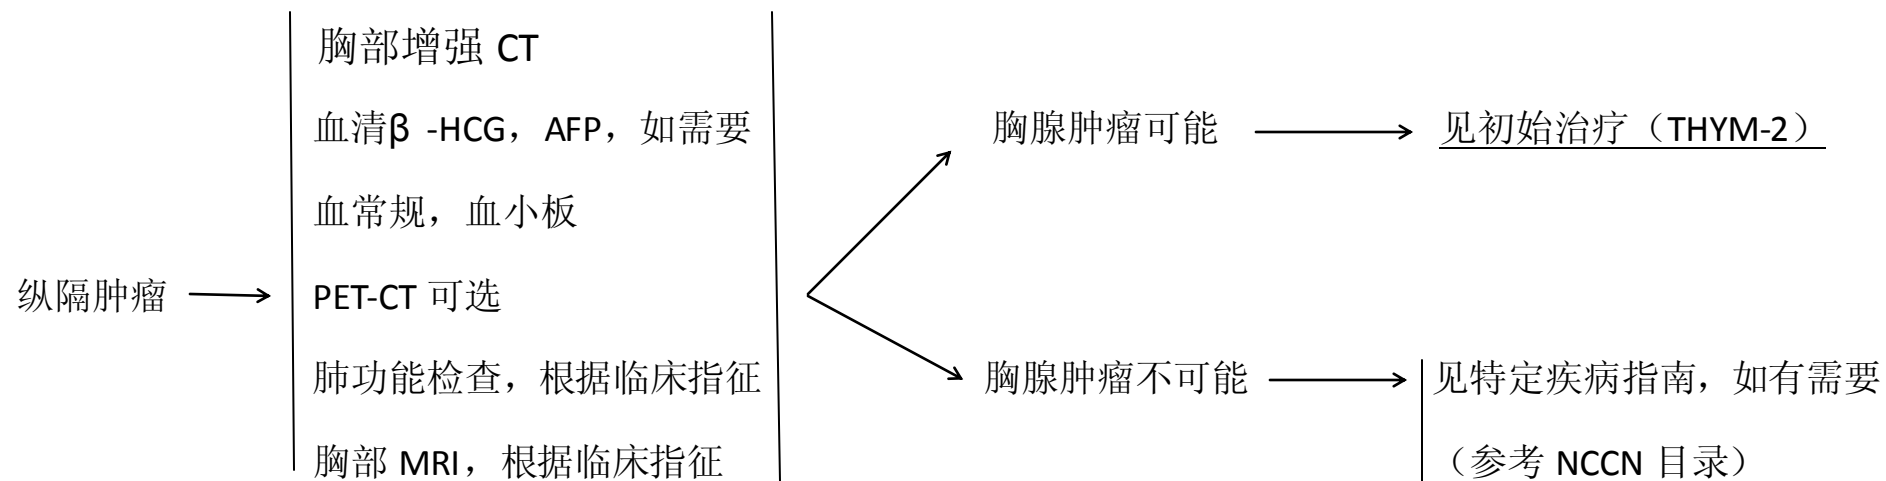 纵隔肿瘤
胸部增强 CT
血清β -HCG，AFP，如需要
血常规，血小板
PET-CT 可选
肺功能检查，根据临床指征
胸部 MRI，根据临床指征
胸腺肿瘤可能
见初始治疗（THYM-2）
胸腺肿瘤不可能
见特定疾病指南，如有需要
（参考 NCCN 目录）